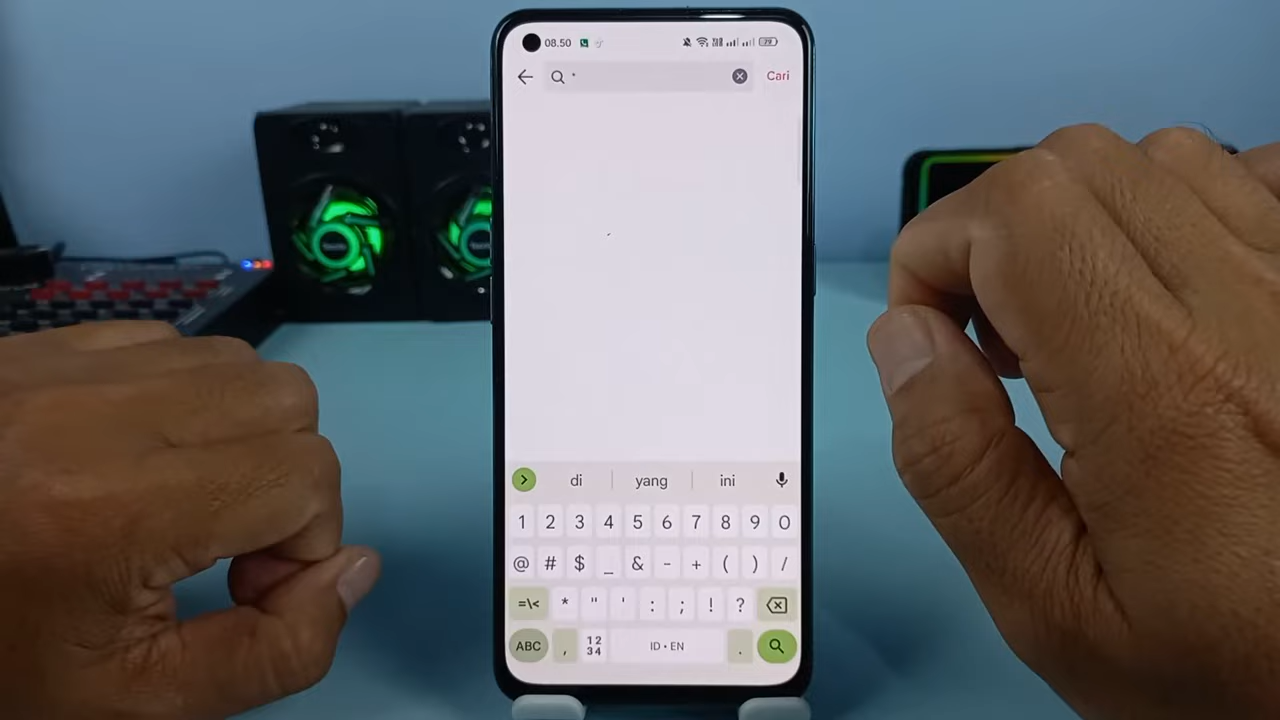 08.50
* Cari
di yang ini
1 2 3 4 5 6 7 8 9 0
@ # $ _ & - + ( ) /
=\< * " ' : ; ! ?
ABC , 12 34 ID • EN .